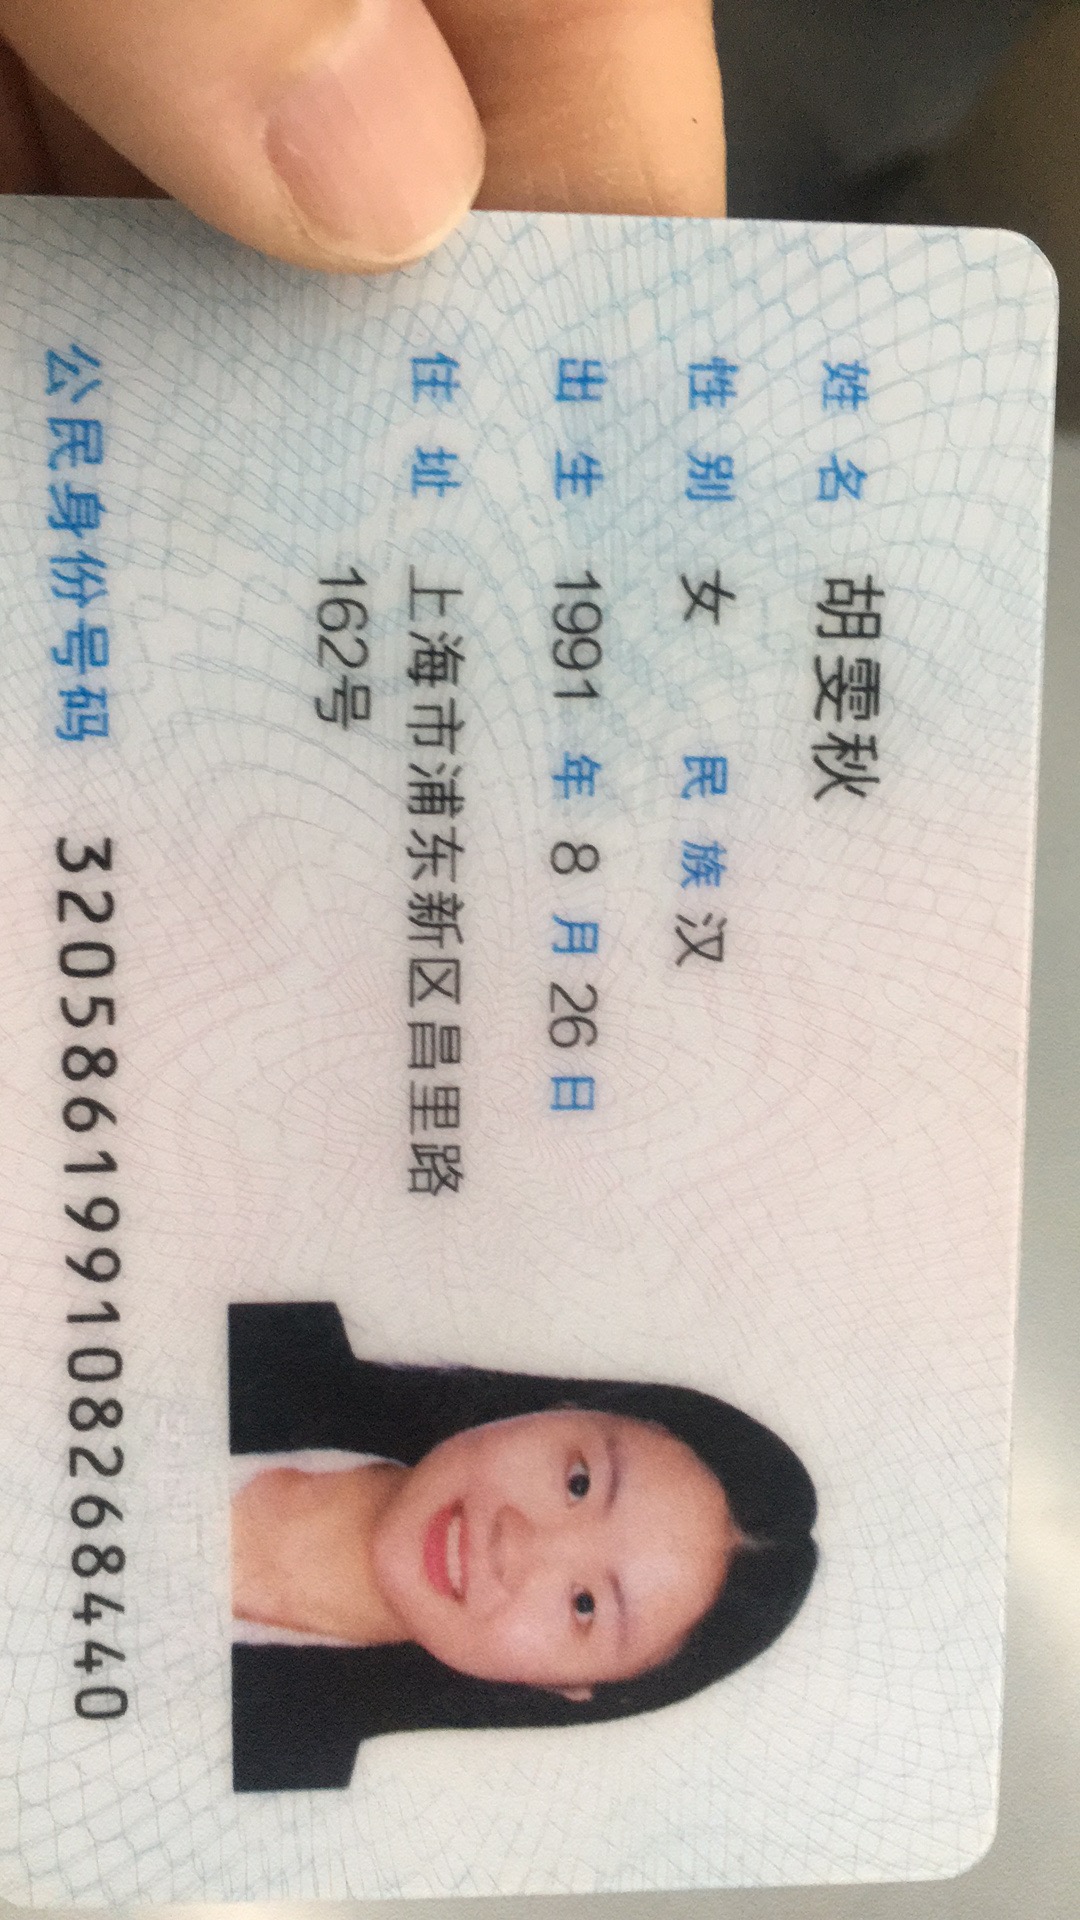 姓名 胡雯秋
性别 女 民族 汉
出生 1991 年 8 月 26 日
住址 上海市浦东新区昌里路
162号
公民身份号码 320586199108268440